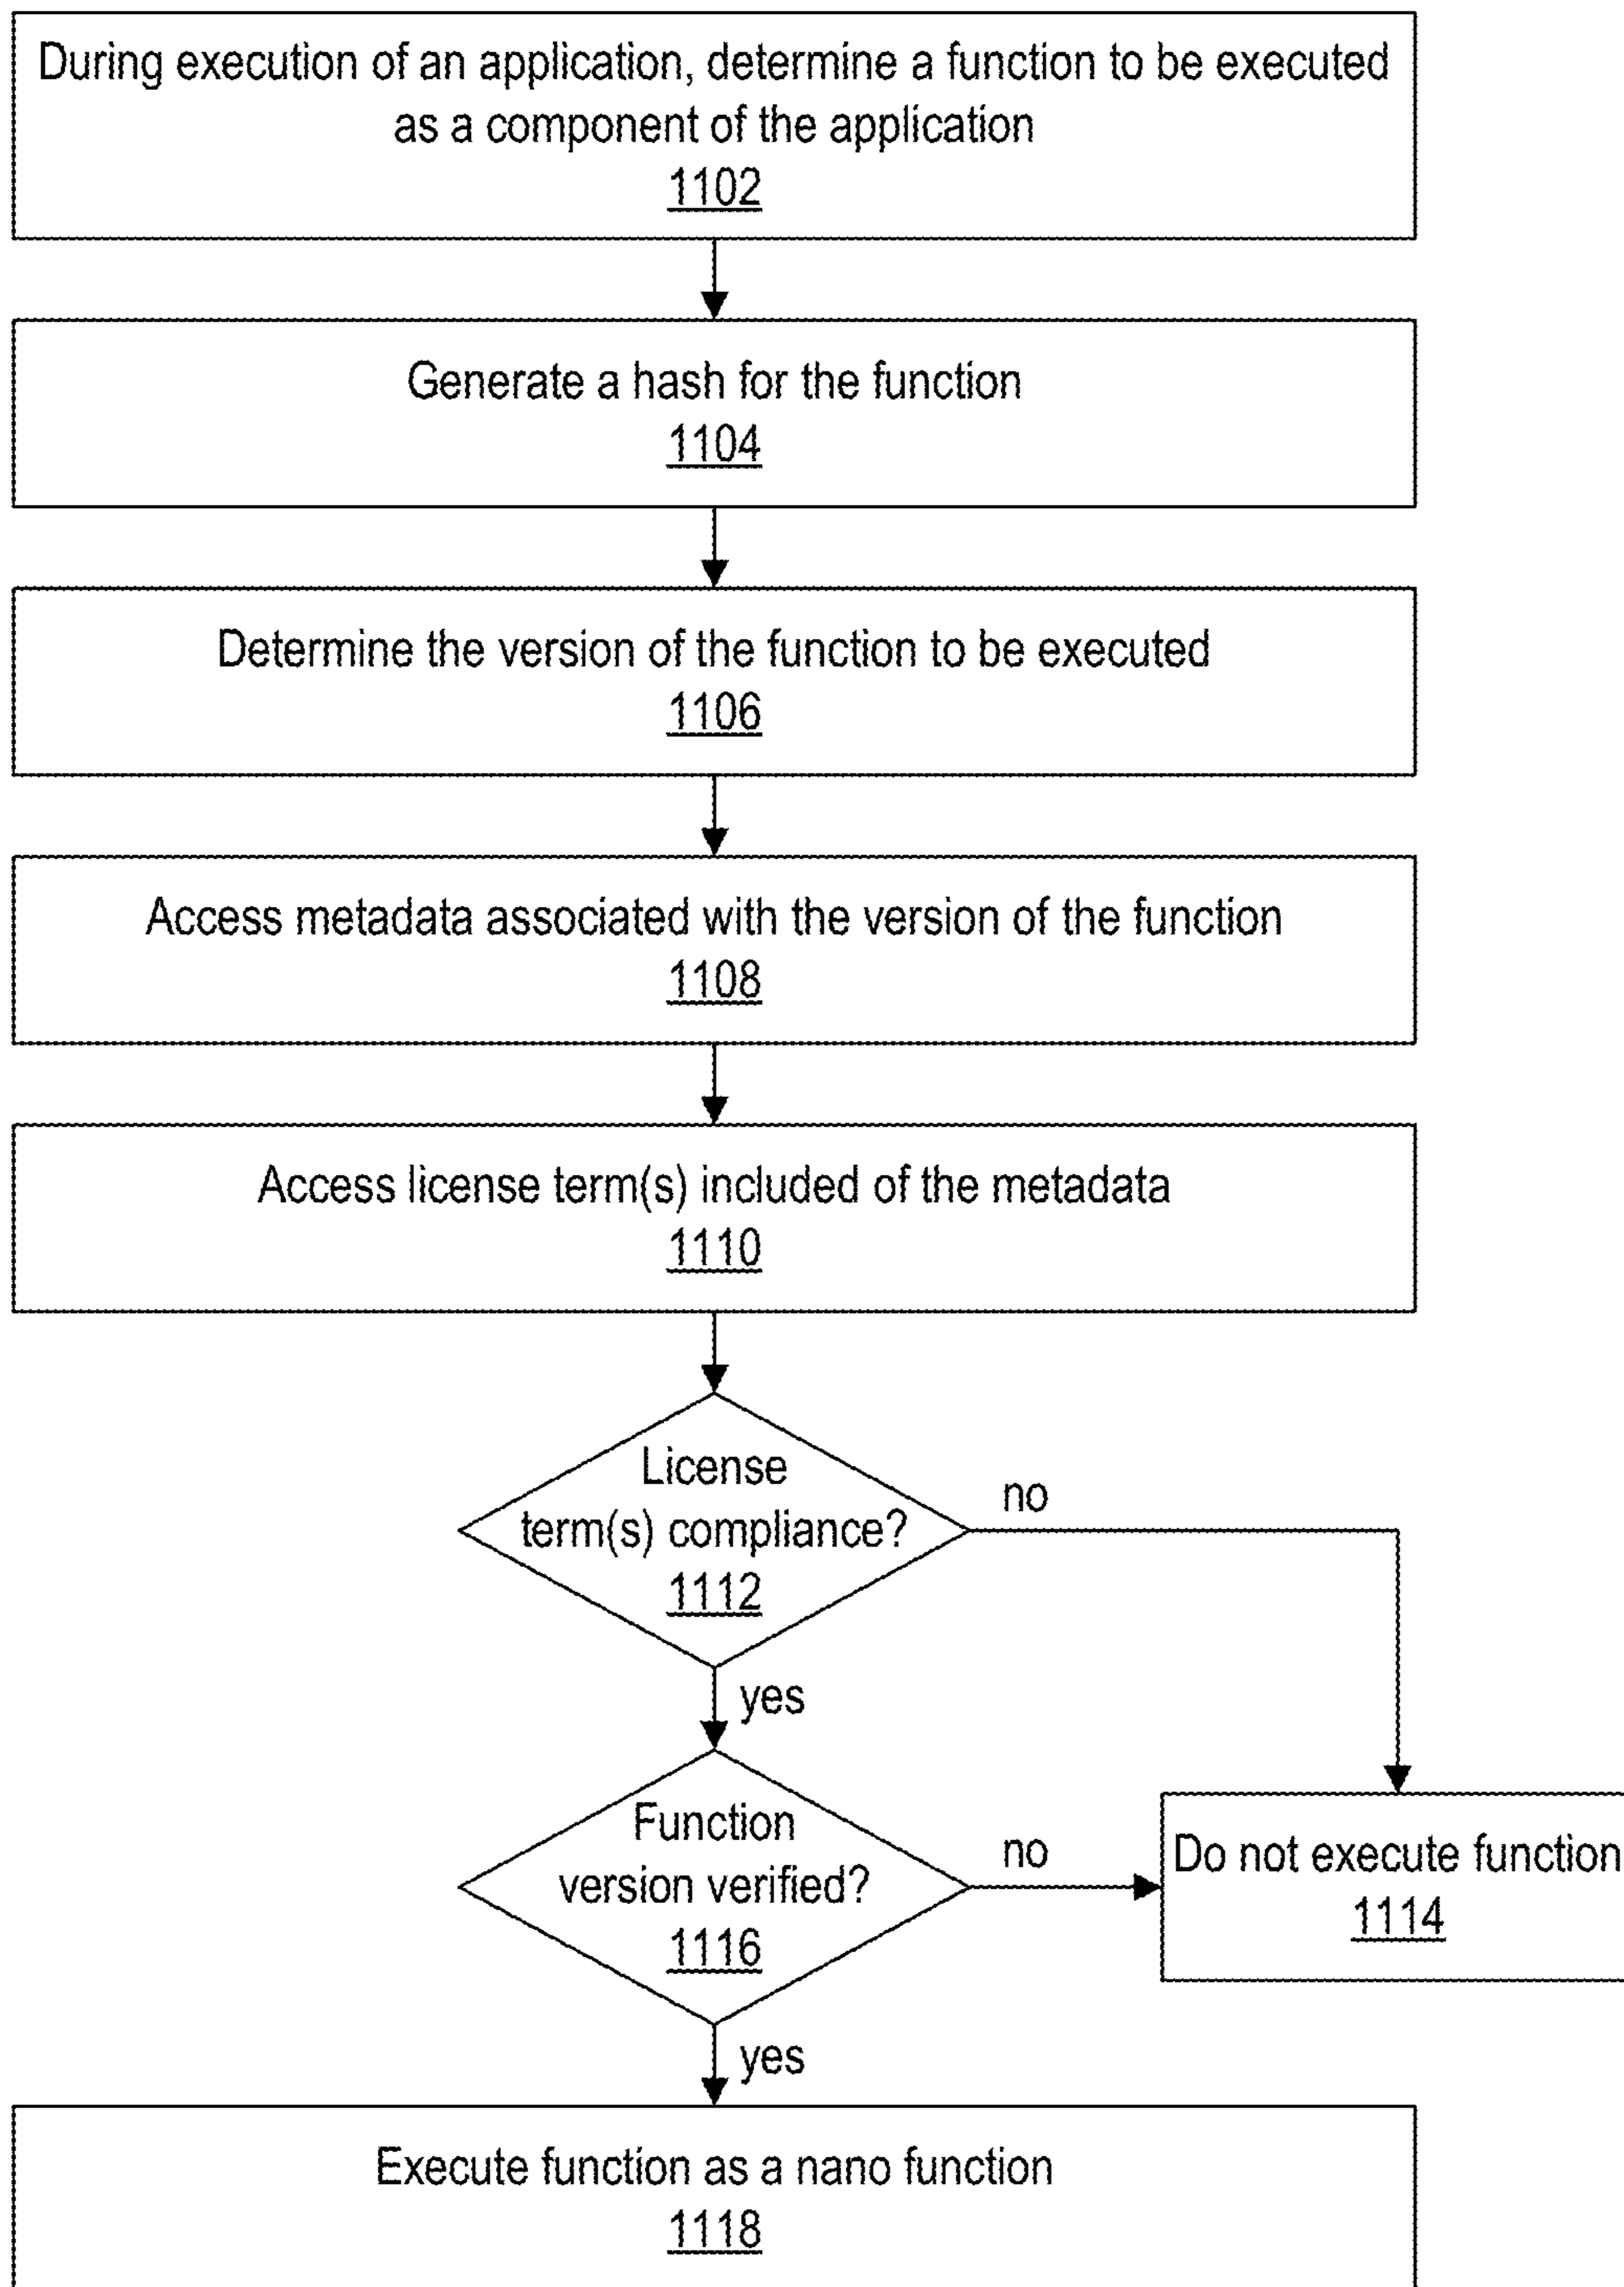 During execution of an application, determine a function to be executed
as a component of the application
1102
Generate a hash for the function
1104
Determine the version of the function to be executed
1106
Access metadata associated with the version of the function
1108
Access license term(s) included of the metadata
1110
License
term(s) compliance?
1112
no
yes
Function
version verified?
1116
no
Do not execute function
1114
yes
Execute function as a nano function
1118